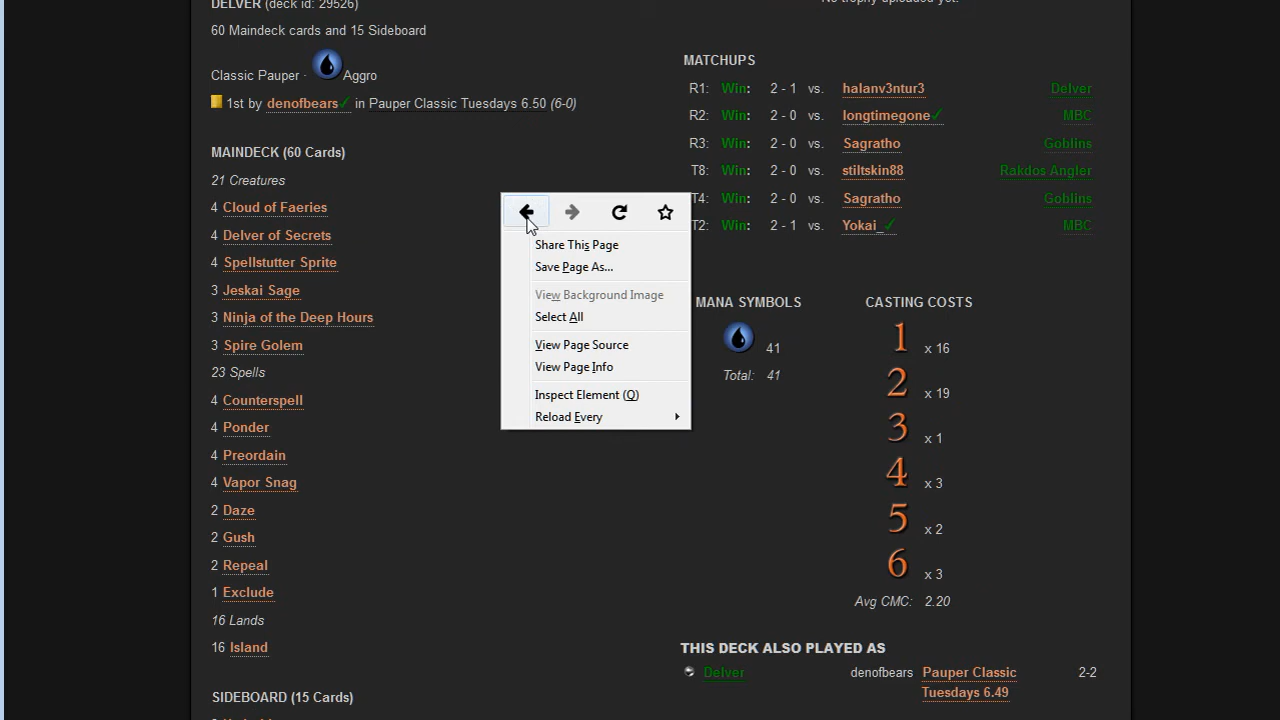 DELVER (deck id: 29526)
60 Maindeck cards and 15 Sideboard
Classic Pauper · Aggro
1st by denofbears✓ in Pauper Classic Tuesdays 6.50 (6-0)
MAINDECK (60 Cards)
21 Creatures
4 Cloud of Faeries
4 Delver of Secrets
4 Spellstutter Sprite
3 Jeskai Sage
3 Ninja of the Deep Hours
3 Spire Golem
23 Spells
4 Counterspell
4 Ponder
4 Preordain
4 Vapor Snag
2 Daze
2 Gush
2 Repeal
1 Exclude
16 Lands
16 Island
SIDEBOARD (15 Cards)
Share This Page
Save Page As...
View Background Image
Select All
View Page Source
View Page Info
Inspect Element (Q)
Reload Every
No trophy uploaded yet.
MATCHUPS
R1: Win: 2 - 1 vs. halanv3ntur3 Delver
R2: Win: 2 - 0 vs. longtimegone✓ MBC
R3: Win: 2 - 0 vs. Sagratho Goblins
T8: Win: 2 - 0 vs. stiltskin88 Rakdos Angler
T4: Win: 2 - 0 vs. Sagratho Goblins
T2: Win: 2 - 1 vs. Yokai_✓ MBC
MANA SYMBOLS
41
Total: 41
CASTING COSTS
1 x 16
2 x 19
3 x 1
4 x 3
5 x 2
6 x 3
Avg CMC: 2.20
THIS DECK ALSO PLAYED AS
Delver denofbears Pauper Classic 2-2
Tuesdays 6.49